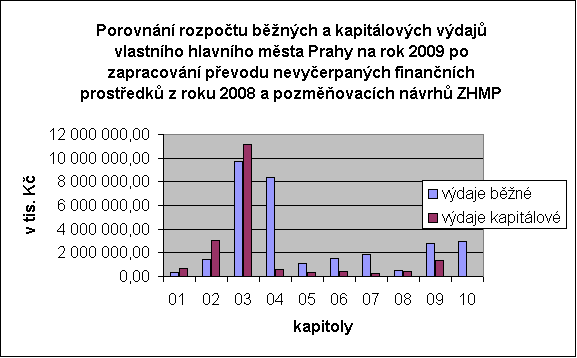 Porovnání rozpočtu běžných a kapitálových výdajů
vlastního hlavního města Prahy na rok 2009 po
zapracování převodu nevyčerpaných finančních
prostředků z roku 2008 a pozměňovacích návrhů ZHMP
12 000 000,00
10 000 000,00
8 000 000,00
6 000 000,00
4 000 000,00
2 000 000,00
0,00
v tis. Kč
výdaje běžné
výdaje kapitálové
01 02 03 04 05 06 07 08 09 10
kapitoly